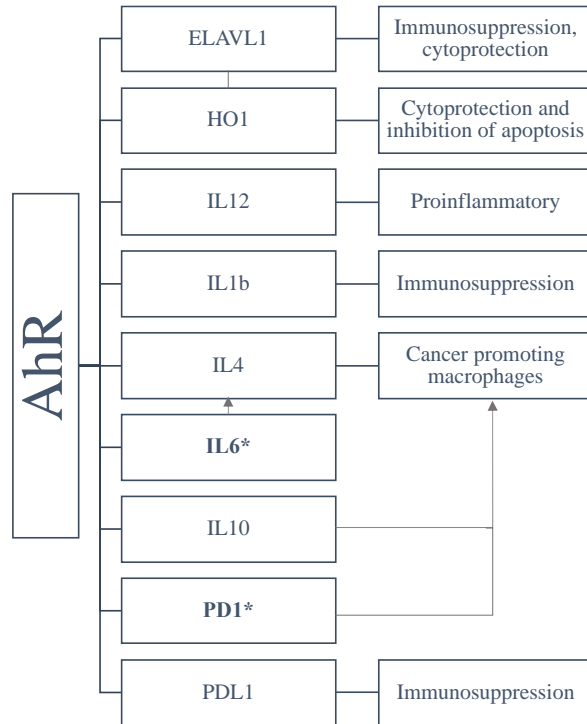 AhR
ELAVL1
Immunosuppression,
cytoprotection
HO1
Cytoprotection and
inhibition of apoptosis
IL12
Proinflammatory
IL1b
Immunosuppression
IL4
Cancer promoting
macrophages
IL6*
IL10
PD1*
PDL1
Immunosuppression